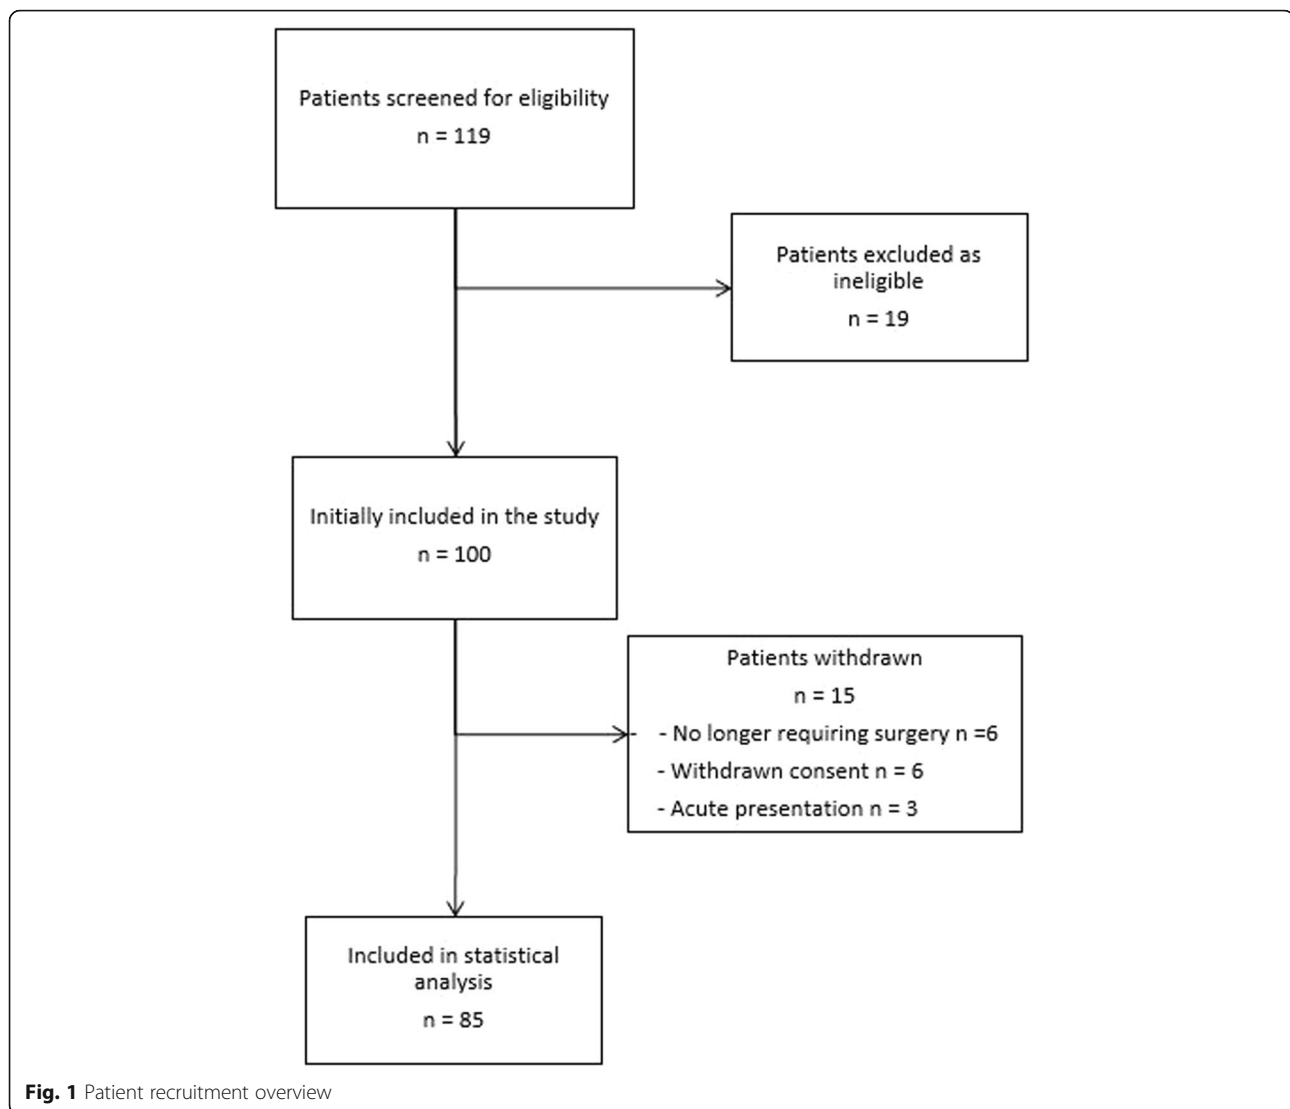 Patients screened for eligibility
n = 119
Patients excluded as
ineligible
n = 19
Initially included in the study
n = 100
Patients withdrawn
n = 15
- - No longer requiring surgery n =6
- Withdrawn consent n = 6
- Acute presentation n = 3
Included in statistical
analysis
n = 85
Fig. 1 Patient recruitment overview